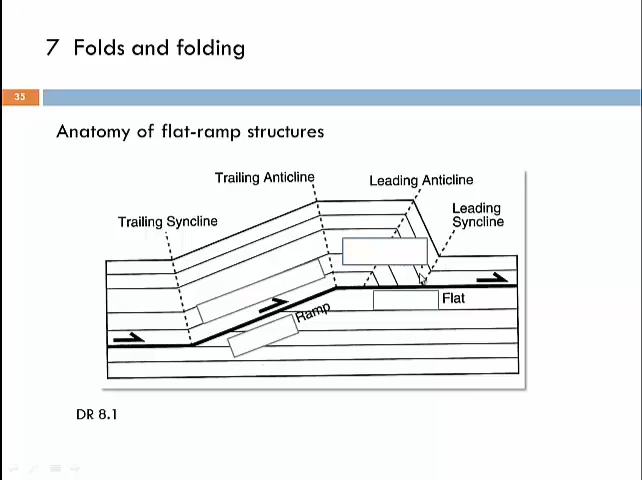 7 Folds and folding
35
Anatomy of flat-ramp structures
Trailing Anticline
Leading Anticline
Trailing Syncline
Leading
Syncline
Ramp
Flat
DR 8.1